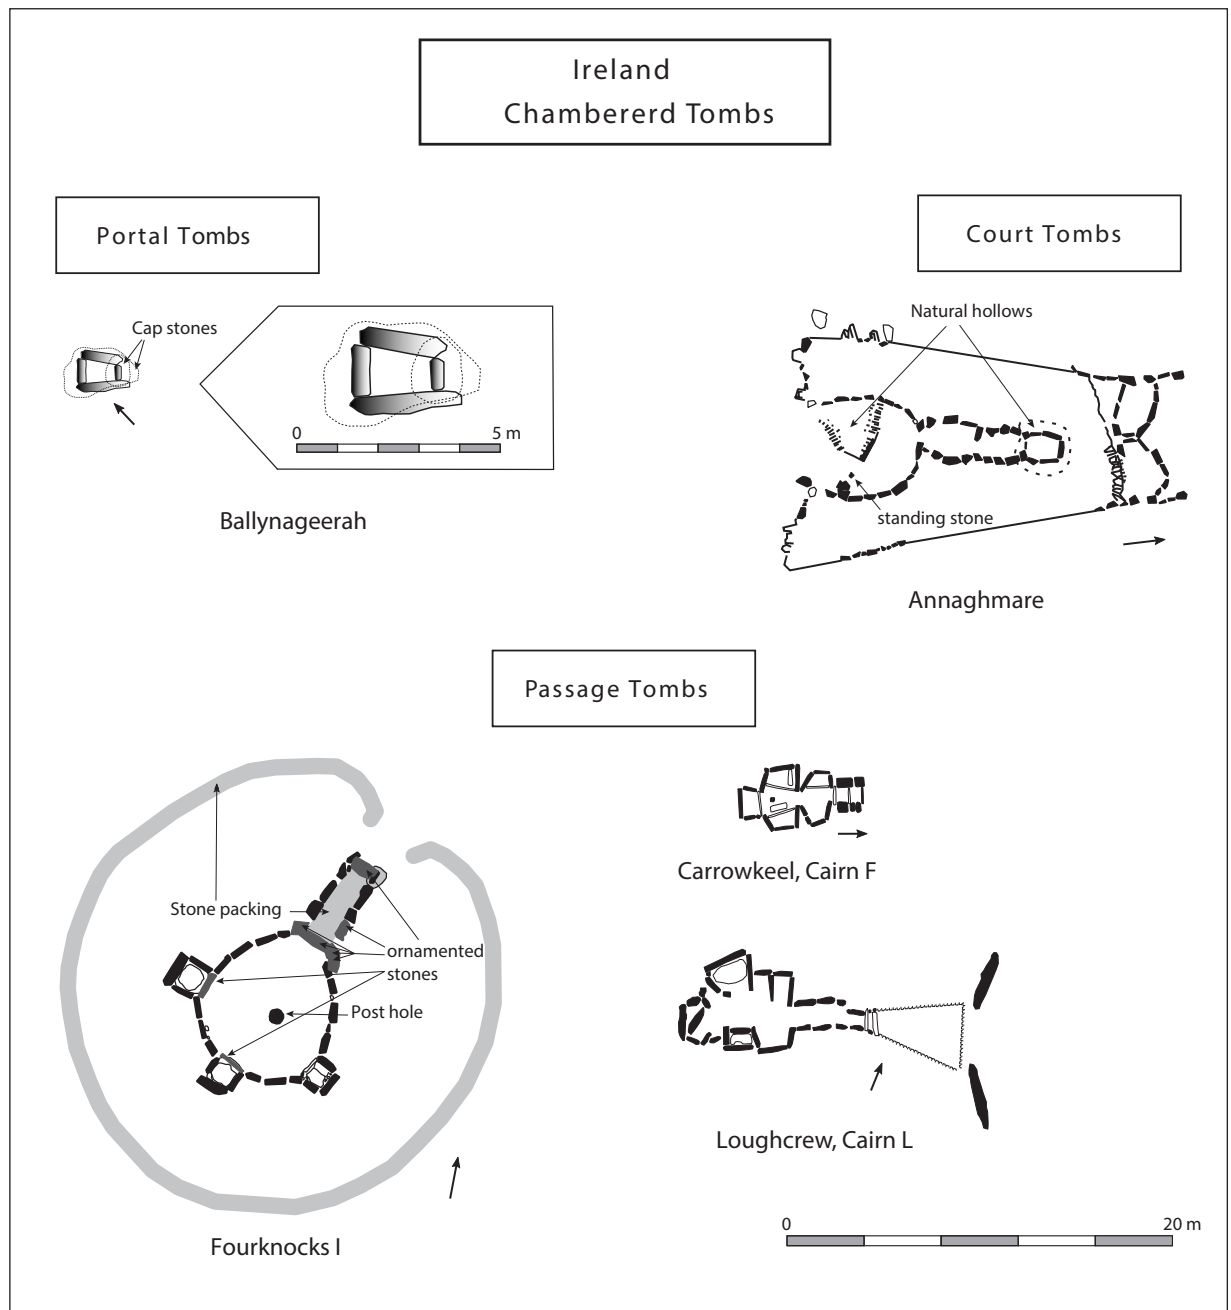 Ireland
Chambererd Tombs
Portal Tombs
Court Tombs
Cap stones
0
5 m
Ballynageerah
Natural hollows
standing stone
Annaghmare
Passage Tombs
Stone packing
ornamented
stones
Post hole
Fourknocks I
Carrowkeel, Cairn F
Loughcrew, Cairn L
0
20 m